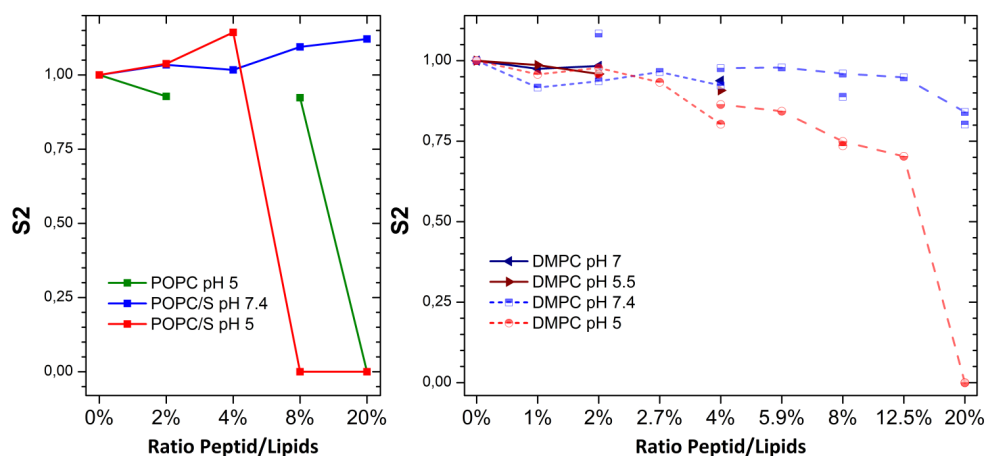 S2
1,00
0,75
0,50
0,25
0,00
POPC pH 5
POPC/S pH 7.4
POPC/S pH 5
0% 2% 4% 8% 20%
Ratio Peptid/Lipids
S2
1,00
0,75
0,50
0,25
0,00
DMPC pH 7
DMPC pH 5.5
DMPC pH 7.4
DMPC pH 5
0% 1% 2% 2.7% 4% 5.9% 8% 12.5% 20%
Ratio Peptid/Lipids